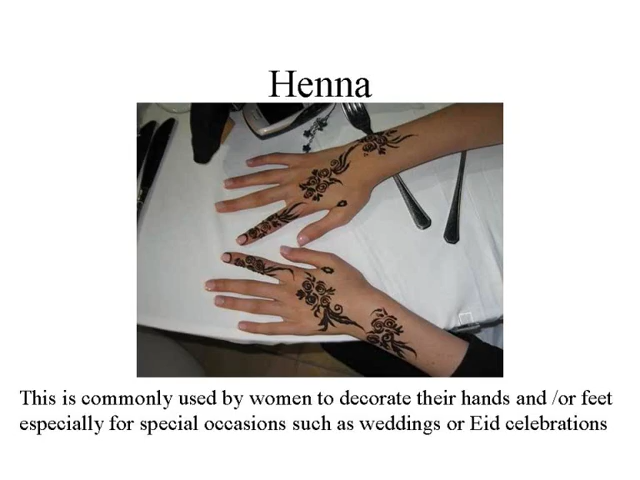 Henna
This is commonly used by women to decorate their hands and /or feet
especially for special occasions such as weddings or Eid celebrations